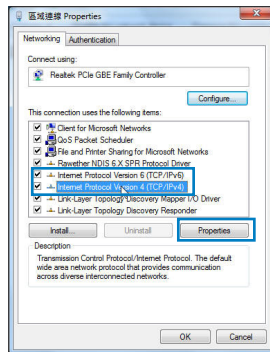 區域連線 Properties
Networking Authentication
Connect using:
Realtek PCIe GBE Family Controller
Configure...
This connection uses the following items:
Client for Microsoft Networks
QoS Packet Scheduler
File and Printer Sharing for Microsoft Networks
Rawether NDIS 6.X SPR Protocol Driver
Internet Protocol Version 6 (TCP/IPv6)
Internet Protocol Version 4 (TCP/IPv4)
Link-Layer Topology Discovery Mapper I/O Driver
Link-Layer Topology Discovery Responder
Install... Uninstall Properties
Description
Transmission Control Protocol/Internet Protocol. The default
wide area network protocol that provides communication
across diverse interconnected networks.
OK Cancel